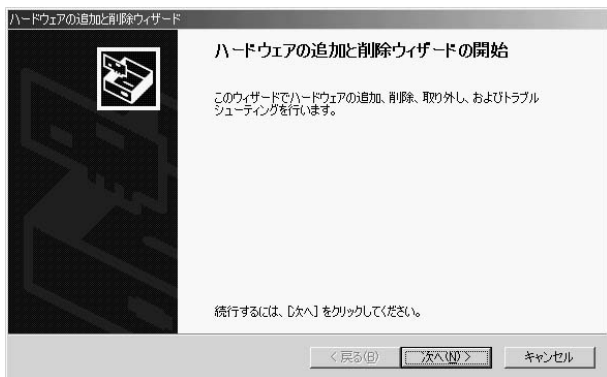 ハードウェアの追加と削除ウィザード
ハードウェアの追加と削除ウィザードの開始
このウィザードでハードウェアの追加、削除、取り外し、およびトラブル
シューティングを行います。
続行するには、[次へ] をクリックしてください。
< 戻る(B)
次へ(N) >
キャンセル